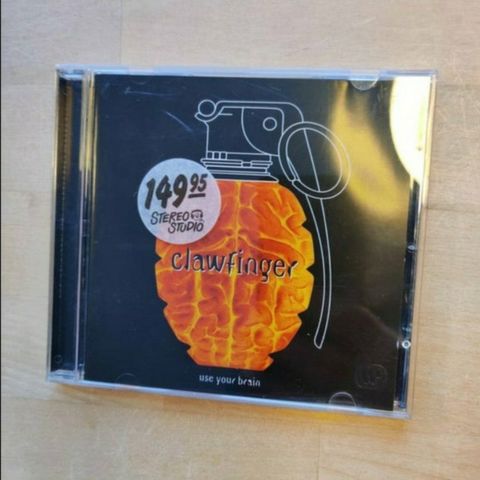 149 95
STEREO
STUDIO
clawfinger
use your brain